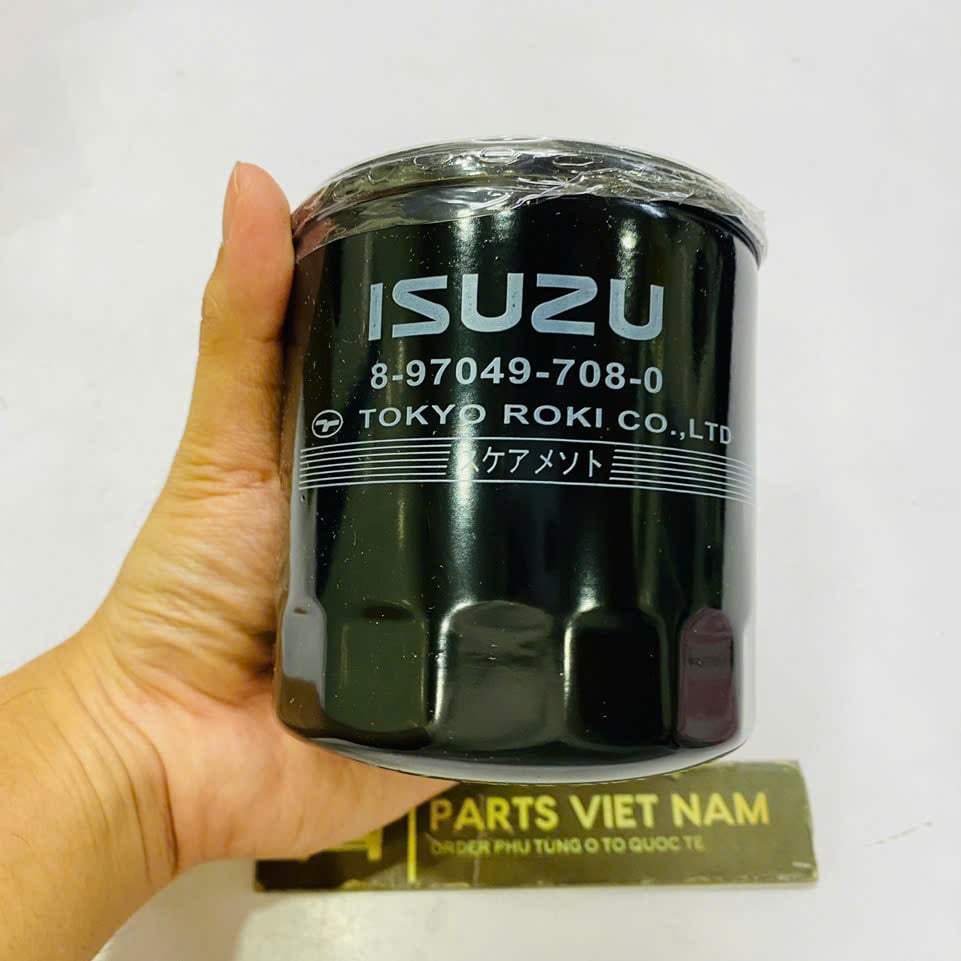 ISUZU
8-97049-708-0
TOKYO ROKI CO.,LTD
スケアメソト
PARTS VIET NAM
ORDER PHU TUNG O TO QUOC TE